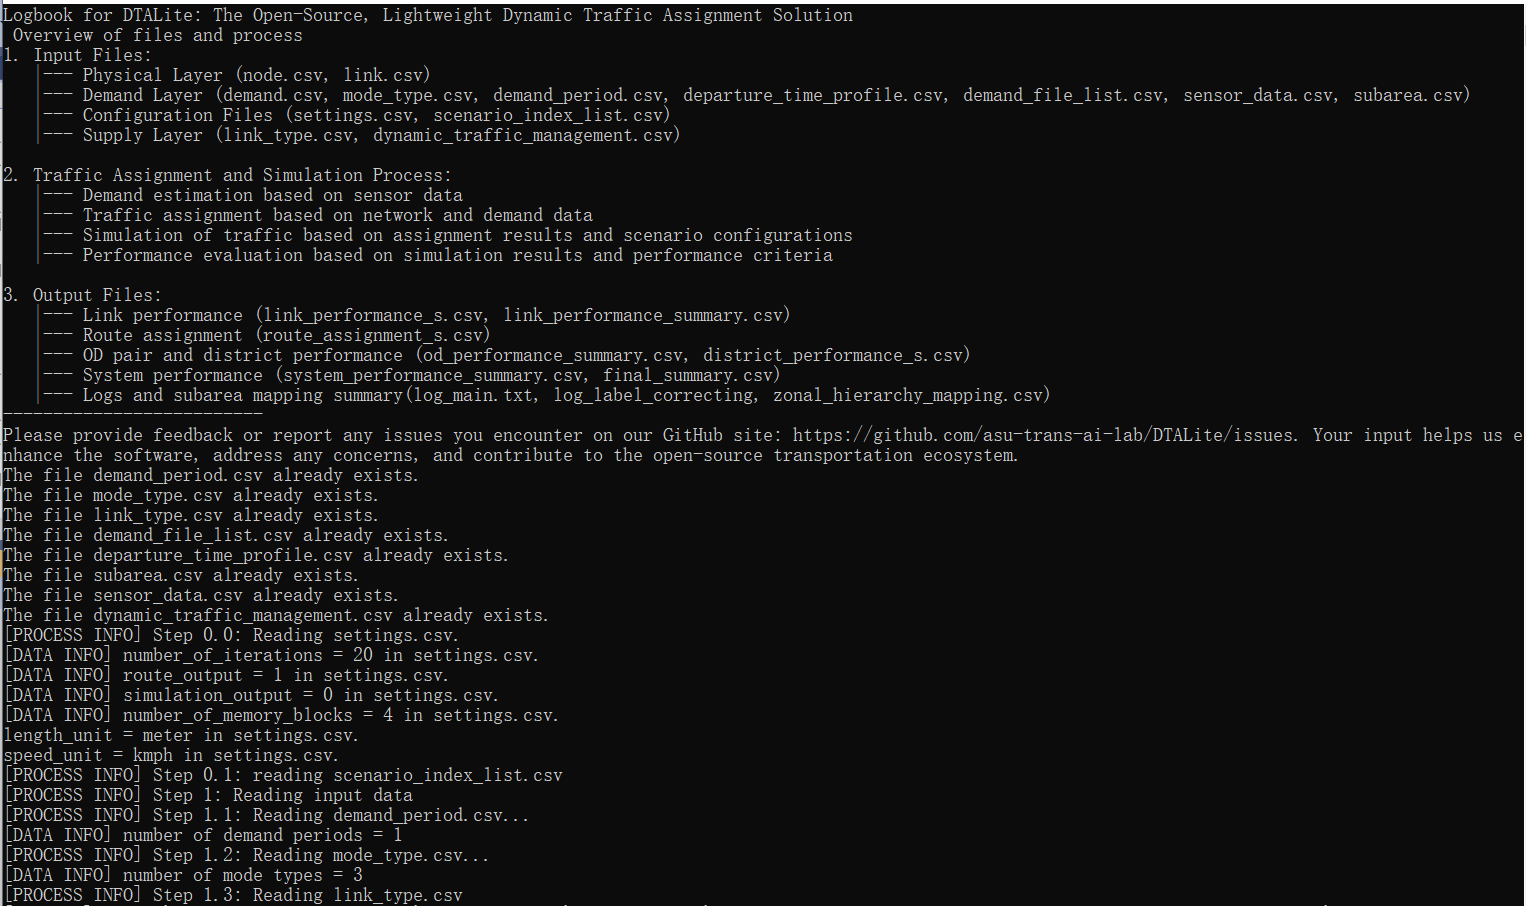 Logbook for DTALite: The Open-Source, Lightweight Dynamic Traffic Assignment Solution
Overview of files and process
1. Input Files:
|--- Physical Layer (node.csv, link.csv)
|--- Demand Layer (demand.csv, mode_type.csv, demand_period.csv, departure_time_profile.csv, demand_file_list.csv, sensor_data.csv, subarea.csv)
|--- Configuration Files (settings.csv, scenario_index_list.csv)
|--- Supply Layer (link_type.csv, dynamic_traffic_management.csv)
2. Traffic Assignment and Simulation Process:
|--- Demand estimation based on sensor data
|--- Traffic assignment based on network and demand data
|--- Simulation of traffic based on assignment results and scenario configurations
|--- Performance evaluation based on simulation results and performance criteria
3. Output Files:
|--- Link performance (link_performance_s.csv, link_performance_summary.csv)
|--- Route assignment (route_assignment_s.csv)
|--- OD pair and district performance (od_performance_summary.csv, district_performance_s.csv)
|--- System performance (system_performance_summary.csv, final_summary.csv)
|--- Logs and subarea mapping summary(log_main.txt, log_label_correcting, zonal_hierarchy_mapping.csv)
--------------------------
Please provide feedback or report any issues you encounter on our GitHub site: https://github.com/asu-trans-ai-lab/DTALite/issues. Your input helps us e
nhance the software, address any concerns, and contribute to the open-source transportation ecosystem.
The file demand_period.csv already exists.
The file mode_type.csv already exists.
The file link_type.csv already exists.
The file demand_file_list.csv already exists.
The file departure_time_profile.csv already exists.
The file subarea.csv already exists.
The file sensor_data.csv already exists.
The file dynamic_traffic_management.csv already exists.
[PROCESS INFO] Step 0.0: Reading settings.csv.
[DATA INFO] number_of_iterations = 20 in settings.csv.
[DATA INFO] route_output = 1 in settings.csv.
[DATA INFO] simulation_output = 0 in settings.csv.
[DATA INFO] number_of_memory_blocks = 4 in settings.csv.
length_unit = meter in settings.csv.
speed_unit = kmph in settings.csv.
[PROCESS INFO] Step 0.1: reading scenario_index_list.csv
[PROCESS INFO] Step 1: Reading input data
[PROCESS INFO] Step 1.1: Reading demand_period.csv...
[DATA INFO] number of demand periods = 1
[PROCESS INFO] Step 1.2: Reading mode_type.csv...
[DATA INFO] number of mode types = 3
[PROCESS INFO] Step 1.3: Reading link_type.csv